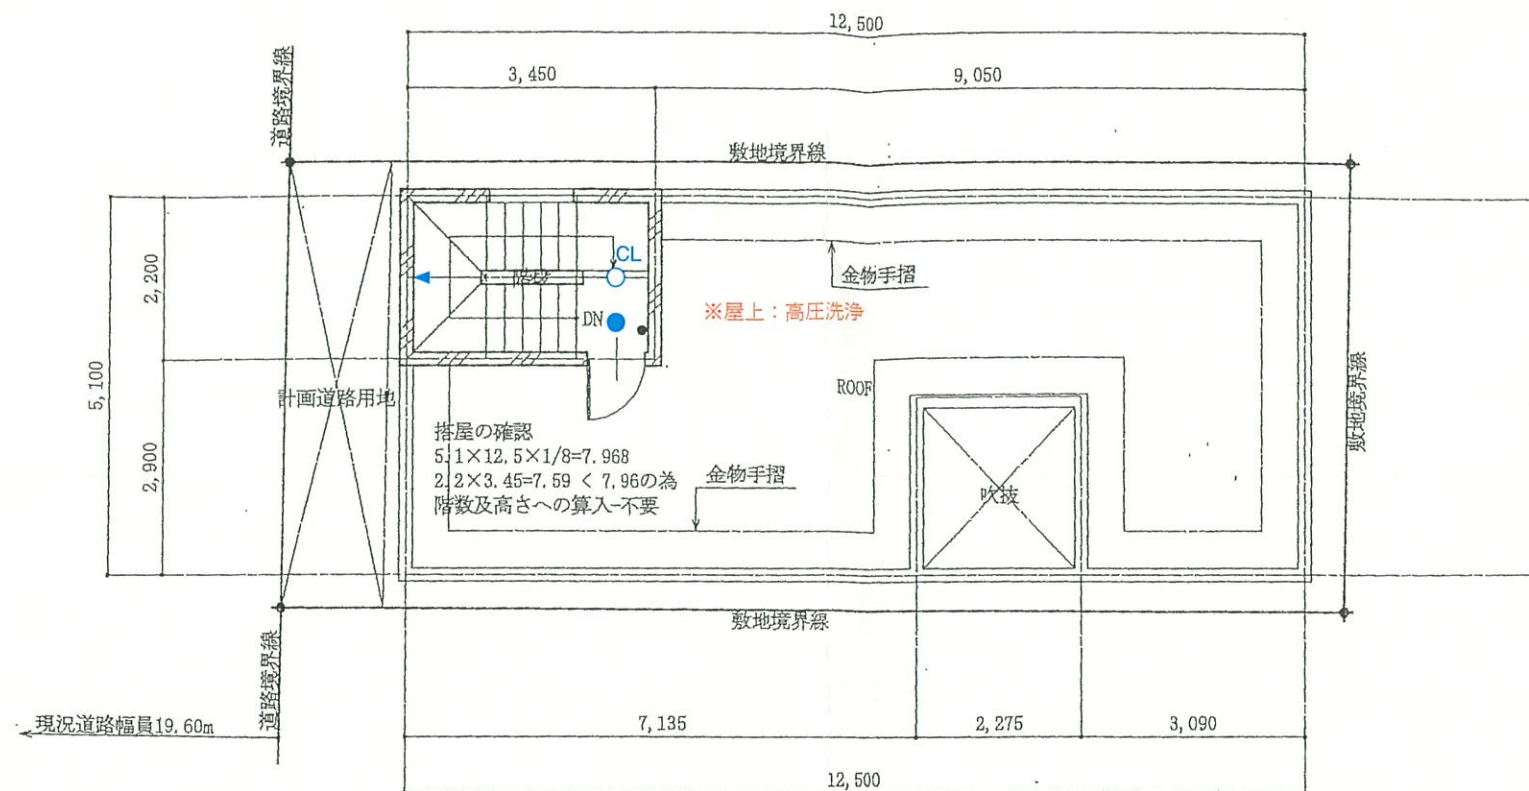 12,500
3,450
9,050
道路境界線
敷地境界線
2,200
5,100
2,900
計画道路用地
階段
CL
DN
金物手摺
※屋上：高圧洗浄
ROOF
敷地境界線
搭屋の確認
5.1×12.5×1/8=7.968
2.2×3.45=7.59 < 7.96の為
階数及高さへの算入-不要
金物手摺
吹抜
敷地境界線
道路境界線
現況道路幅員19.60m
7,135
2,275
3,090
12,500